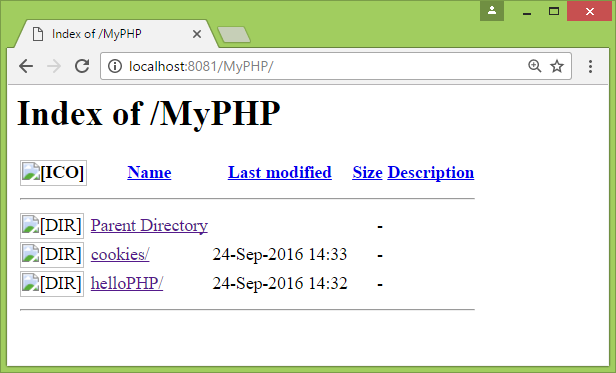 Index of /MyPHP
localhost:8081/MyPHP/
Index of /MyPHP
[ICO] Name Last modified Size Description
[DIR] Parent Directory -
[DIR] cookies/ 24-Sep-2016 14:33 -
[DIR] helloPHP/ 24-Sep-2016 14:32 -